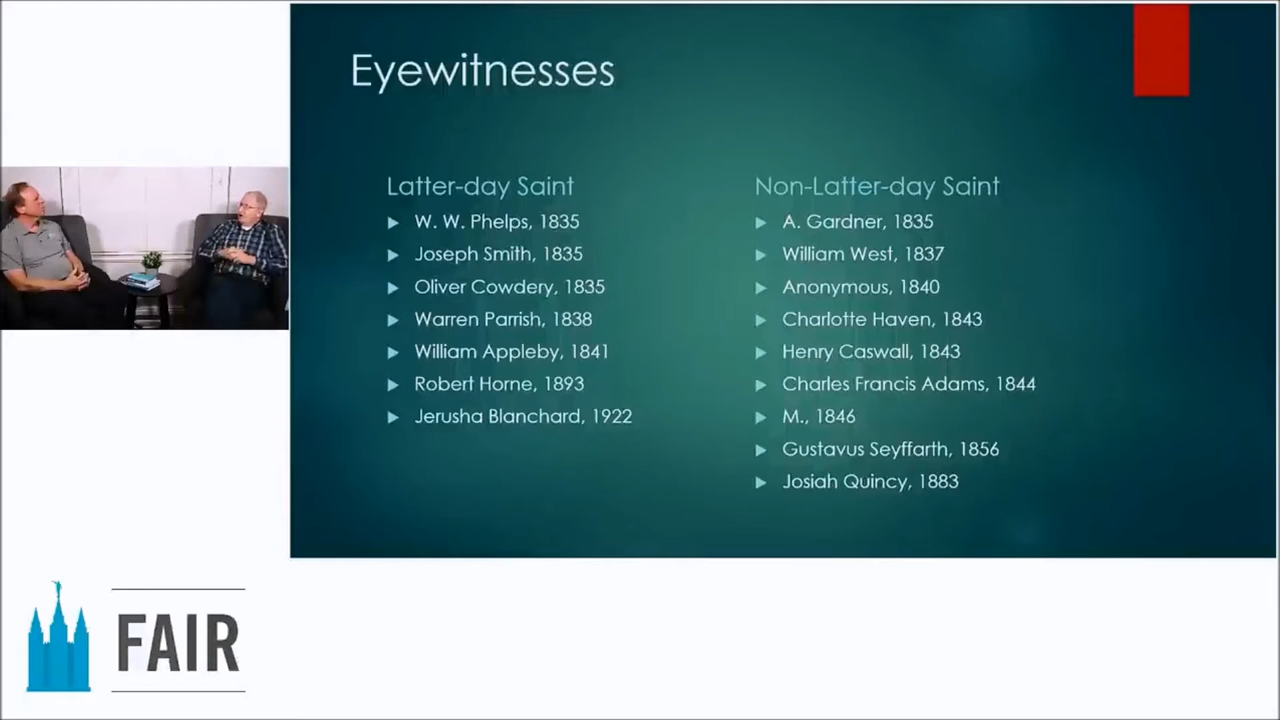 Eyewitnesses
Latter-day Saint
W. W. Phelps, 1835
Joseph Smith, 1835
Oliver Cowdery, 1835
Warren Parrish, 1838
William Appleby, 1841
Robert Horne, 1893
Jerusha Blanchard, 1922
Non-Latter-day Saint
A. Gardner, 1835
William West, 1837
Anonymous, 1840
Charlotte Haven, 1843
Henry Caswall, 1843
Charles Francis Adams, 1844
M., 1846
Gustavus Seyffarth, 1856
Josiah Quincy, 1883
FAIR